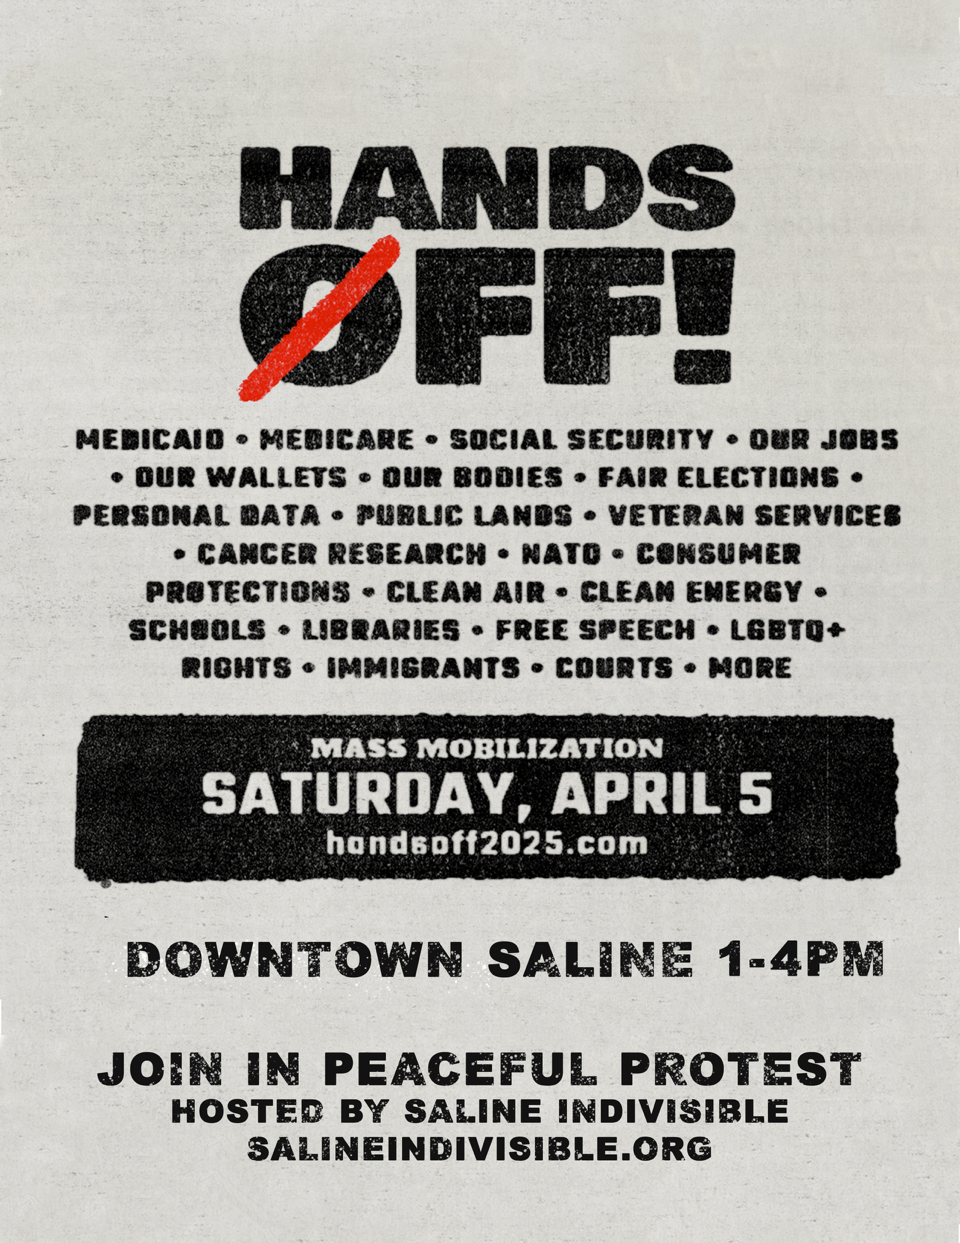 HANDS
OFF!
MEDICAID • MEDICARE • SOCIAL SECURITY • OUR JOBS
• OUR WALLETS • OUR BODIES • FAIR ELECTIONS •
PERSONAL DATA • PUBLIC LANDS • VETERAN SERVICES
• CANCER RESEARCH • NATO • CONSUMER
PROTECTIONS • CLEAN AIR • CLEAN ENERGY •
SCHOOLS • LIBRARIES • FREE SPEECH • LGBTQ+
RIGHTS • IMMIGRANTS • COURTS • MORE
MASS MOBILIZATION
SATURDAY, APRIL 5
handsoff2025.com
DOWNTOWN SALINE 1-4PM
JOIN IN PEACEFUL PROTEST
HOSTED BY SALINE INDIVISIBLE
SALINEINDIVISIBLE.ORG